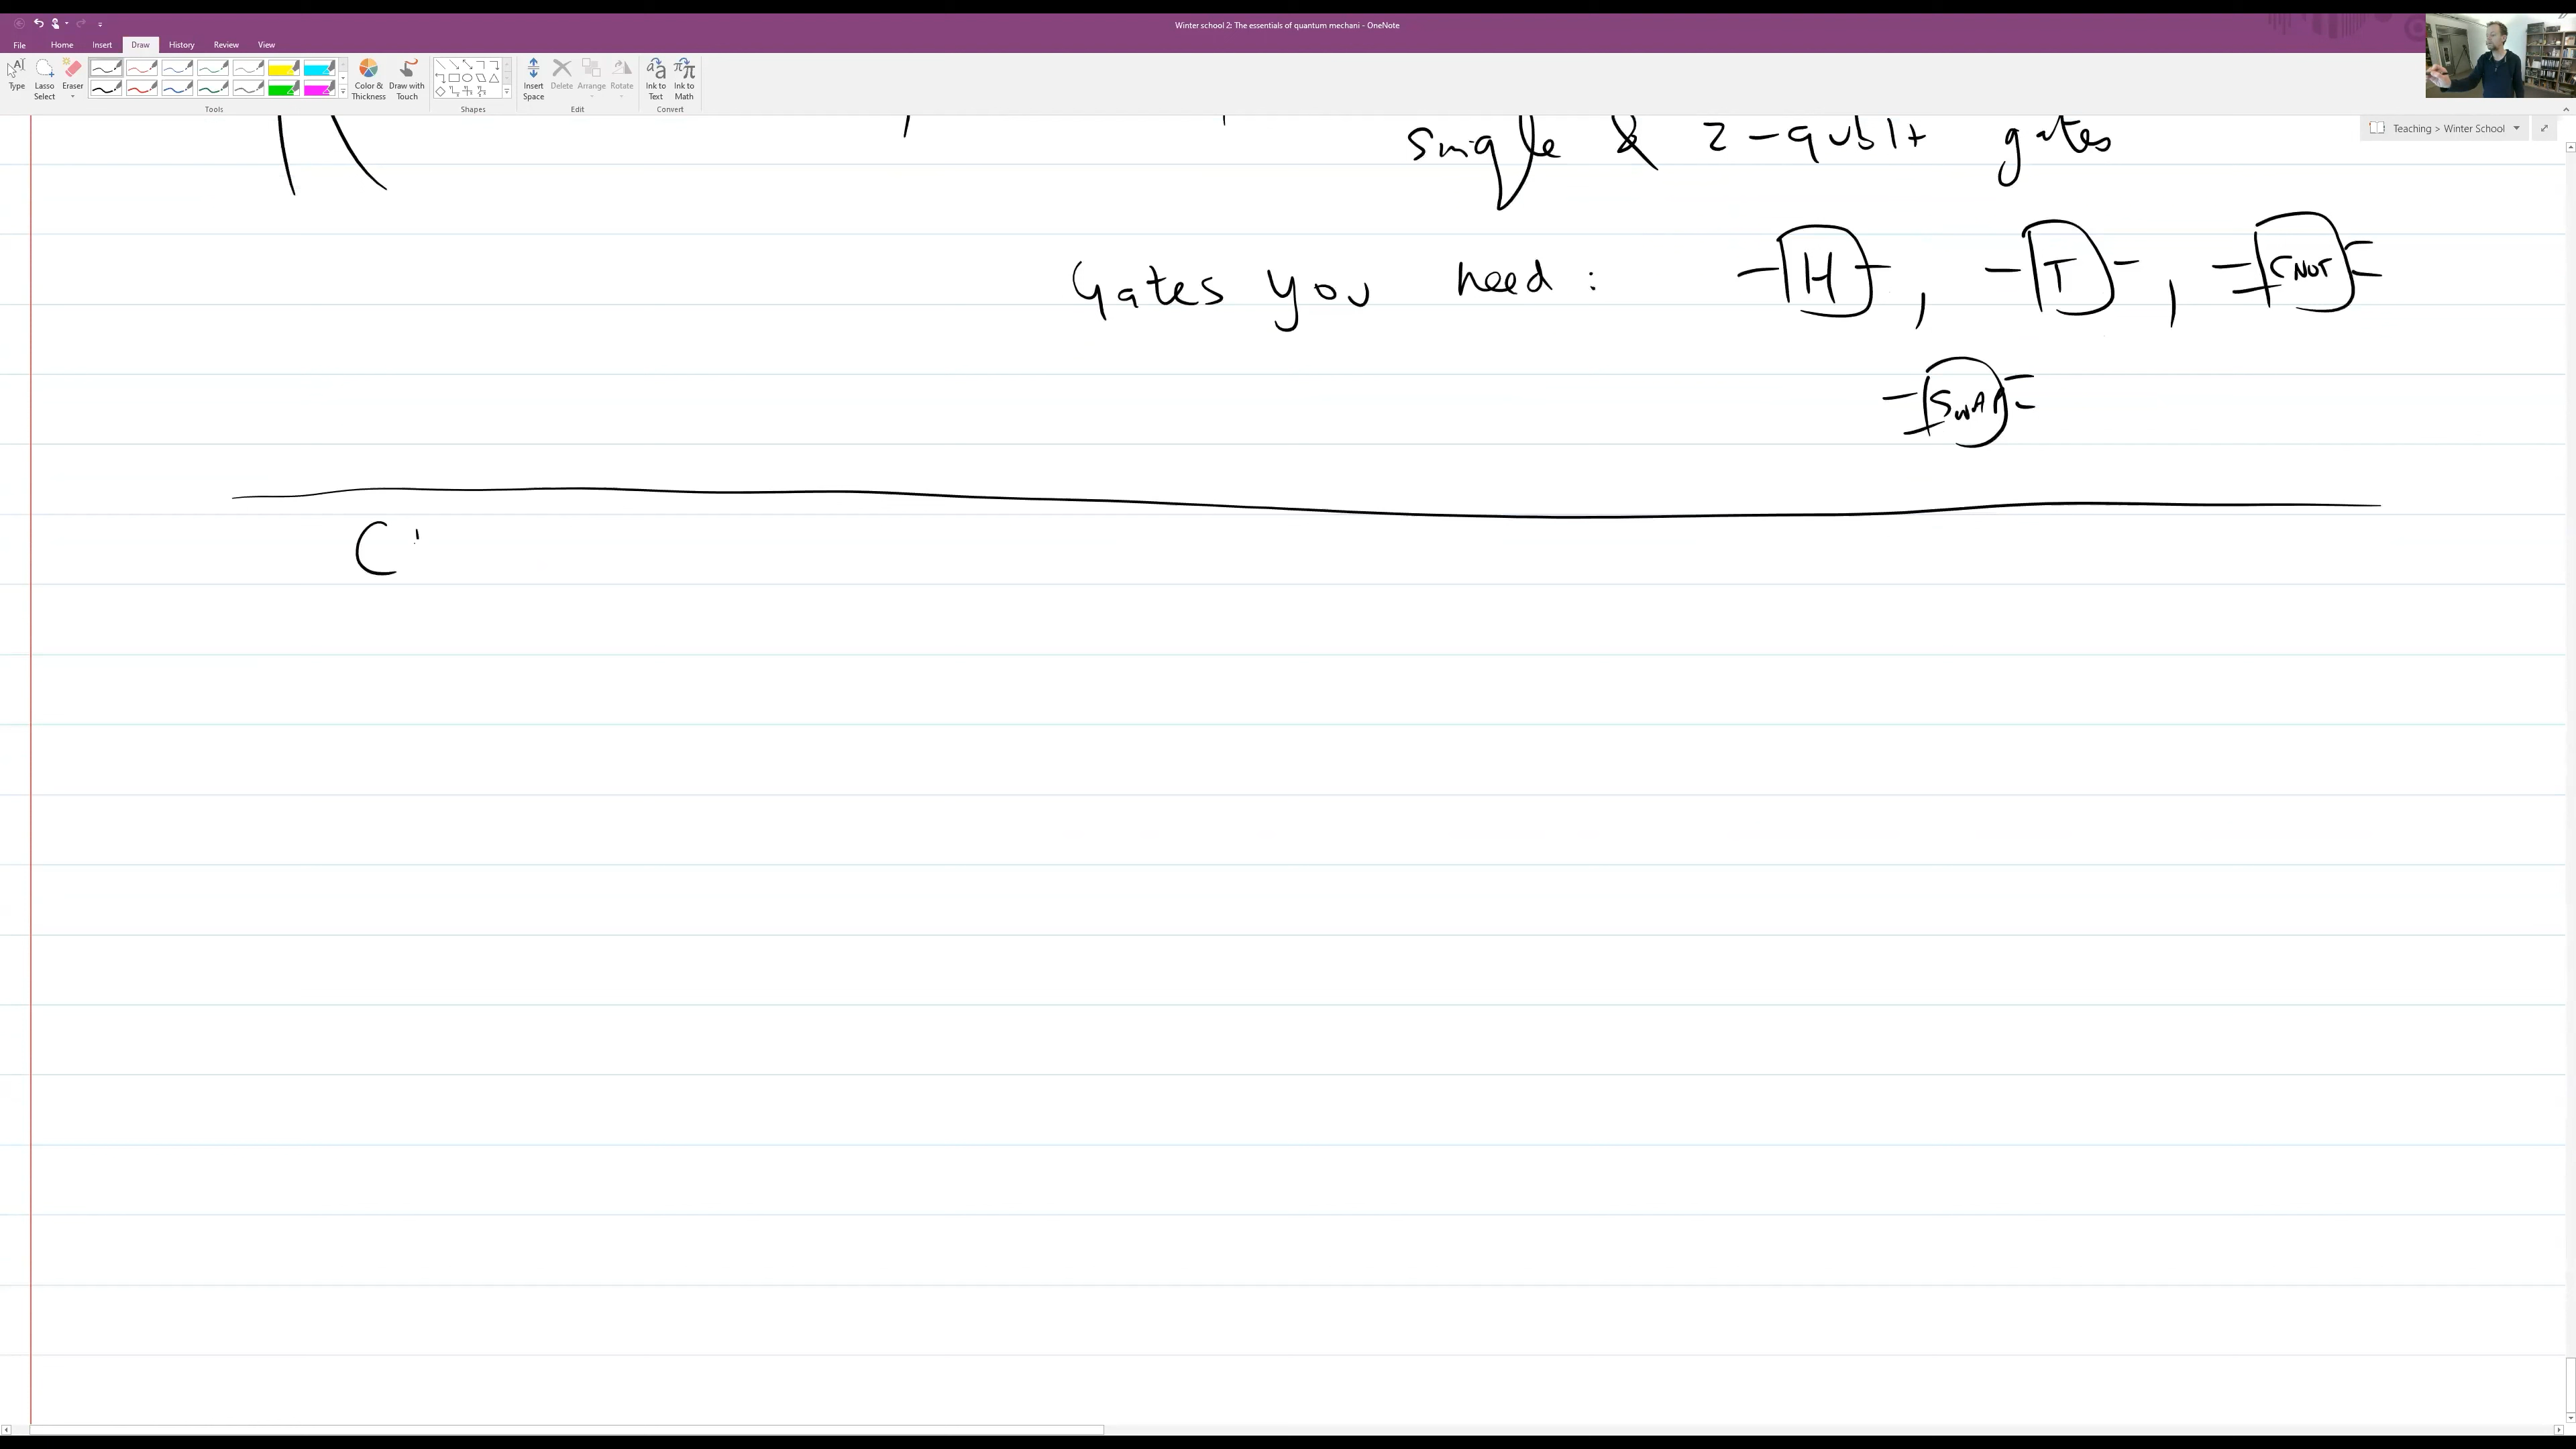 Winter school 2: The essentials of quantum mechani - OneNote
File Home Insert Draw History Review View
Type Lasso Select Eraser Color & Thickness Draw with Touch Insert Space Delete Arrange Rotate Ink to Text Ink to Math
Tools Shapes Edit Convert
Teaching > Winter School
single & 2-qubit gates
Gates you need: H , T , CNOT
SWAP
C